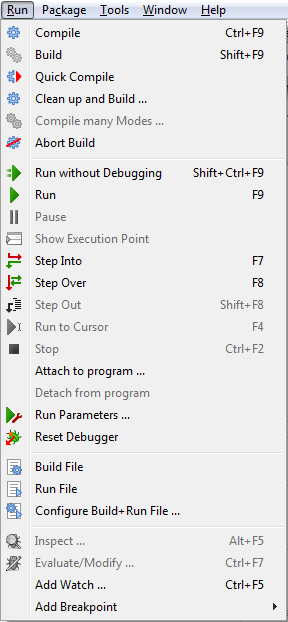 Run Package Tools Window Help
Compile Ctrl+F9
Build Shift+F9
Quick Compile
Clean up and Build ...
Compile many Modes ...
Abort Build
Run without Debugging Shift+Ctrl+F9
Run F9
Pause
Show Execution Point
Step Into F7
Step Over F8
Step Out Shift+F8
Run to Cursor F4
Stop Ctrl+F2
Attach to program ...
Detach from program
Run Parameters ...
Reset Debugger
Build File
Run File
Configure Build+Run File ...
Inspect ... Alt+F5
Evaluate/Modify ... Ctrl+F7
Add Watch ... Ctrl+F5
Add Breakpoint